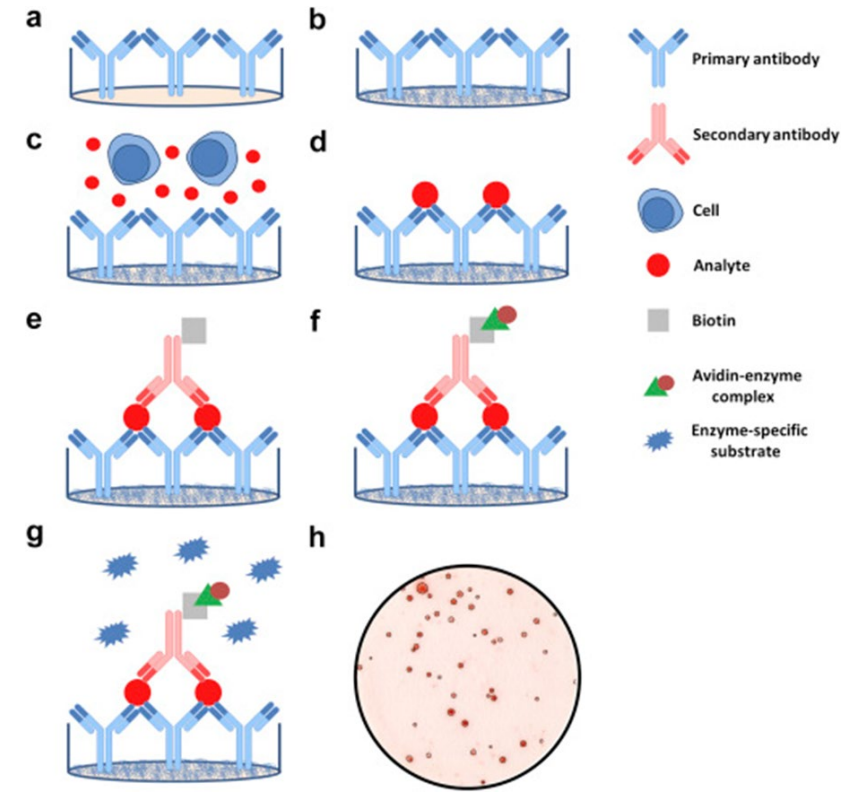 a
b
Primary antibody
Secondary antibody
c
d
Cell
Analyte
e
f
Biotin
Avidin-enzyme
complex
Enzyme-specific
substrate
g
h